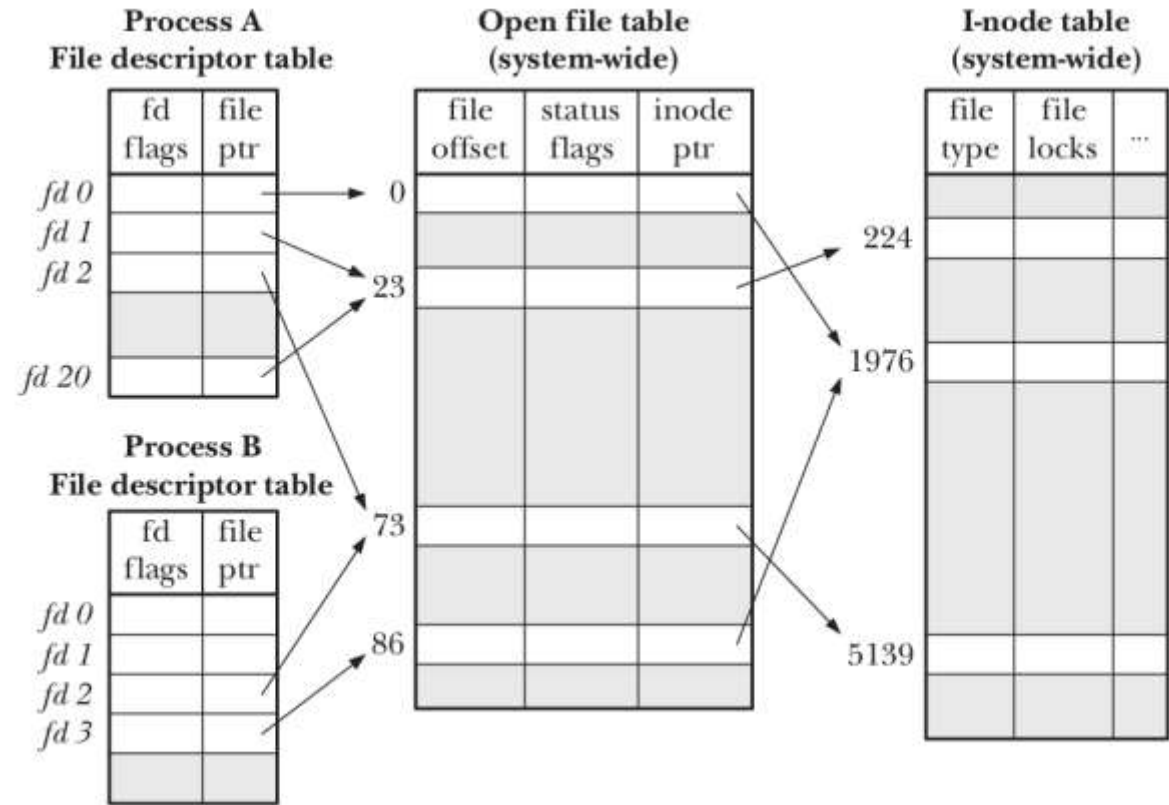 Process A
File descriptor table
fd
flags
file
ptr
fd 0
fd 1
fd 2
fd 20
Process B
File descriptor table
fd
flags
file
ptr
fd 0
fd 1
fd 2
fd 3
Open file table
(system-wide)
file
offset
status
flags
inode
ptr
0
23
73
86
I-node table
(system-wide)
file
type
file
locks
...
224
1976
5139